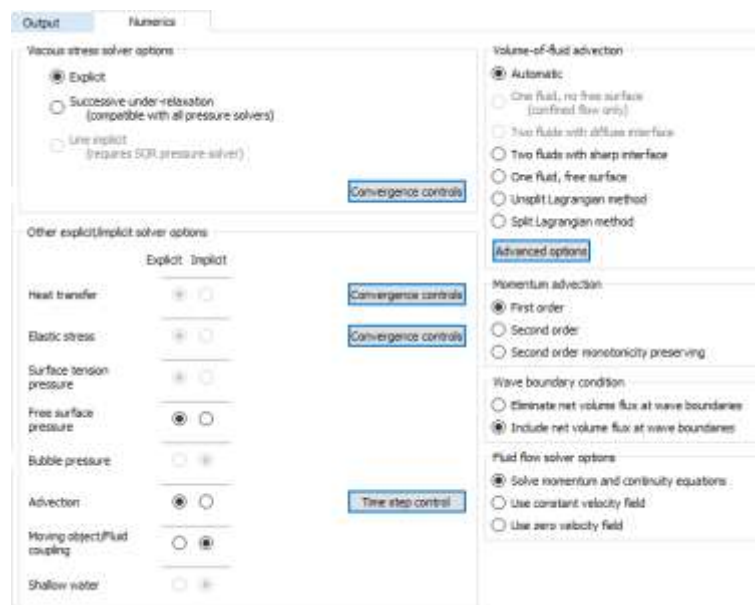 Output
Numerics
Viscous stress solver options
Explicit
Successive under-relaxation
(compatible with all pressure solvers)
Line implicit
(requires SOR pressure solver)
Convergence controls
Other explicit/implicit solver options
Explicit Implicit
Heat transfer
Convergence controls
Elastic stress
Convergence controls
Surface tension
pressure
Free surface
pressure
Bubble pressure
Advection
Time step control
Moving object/Fluid
coupling
Shallow water
Volume-of-fluid advection
Automatic
One fluid, no free surface
(confined flow only)
Two fluids with diffuse interface
Two fluids with sharp interface
One fluid, free surface
Unsplit Lagrangian method
Split Lagrangian method
Advanced options
Momentum advection
First order
Second order
Second order monotonicity preserving
Wave boundary condition
Eliminate net volume flux at wave boundaries
Include net volume flux at wave boundaries
Fluid flow solver options
Solve momentum and continuity equations
Use constant velocity field
Use zero velocity field